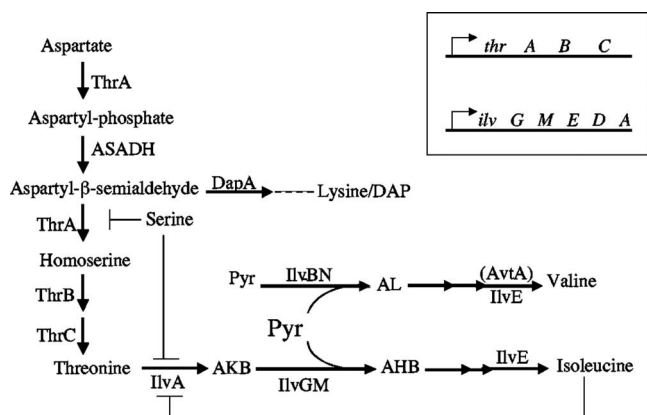 Aspartate
ThrA
Aspartyl-phosphate
ASADH
Aspartyl-β-semialdehyde DapA Lysine/DAP
ThrA Serine
Homoserine
ThrB
ThrC
Threonine
IlvA
AKB
IlvGM
AHB
IlvE
Isoleucine
Pyr
IlvBN
AL
(AvtA)
IlvE
Valine
Pyr
thr A B C
ilv G M E D A